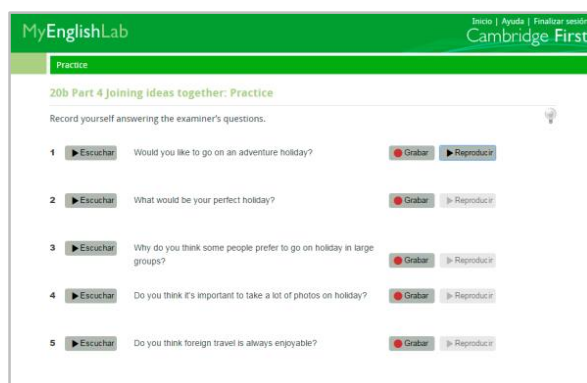 Inicio | Ayuda | Finalizar sesión
MyEnglishLab
Cambridge First
Practice
20b Part 4 Joining ideas together: Practice
Record yourself answering the examiner's questions.
1 Escuchar Would you like to go on an adventure holiday? Grabar Reproducir
2 Escuchar What would be your perfect holiday? Grabar Reproducir
3 Escuchar Why do you think some people prefer to go on holiday in large
groups? Grabar Reproducir
4 Escuchar Do you think it's important to take a lot of photos on holiday? Grabar Reproducir
5 Escuchar Do you think foreign travel is always enjoyable? Grabar Reproducir